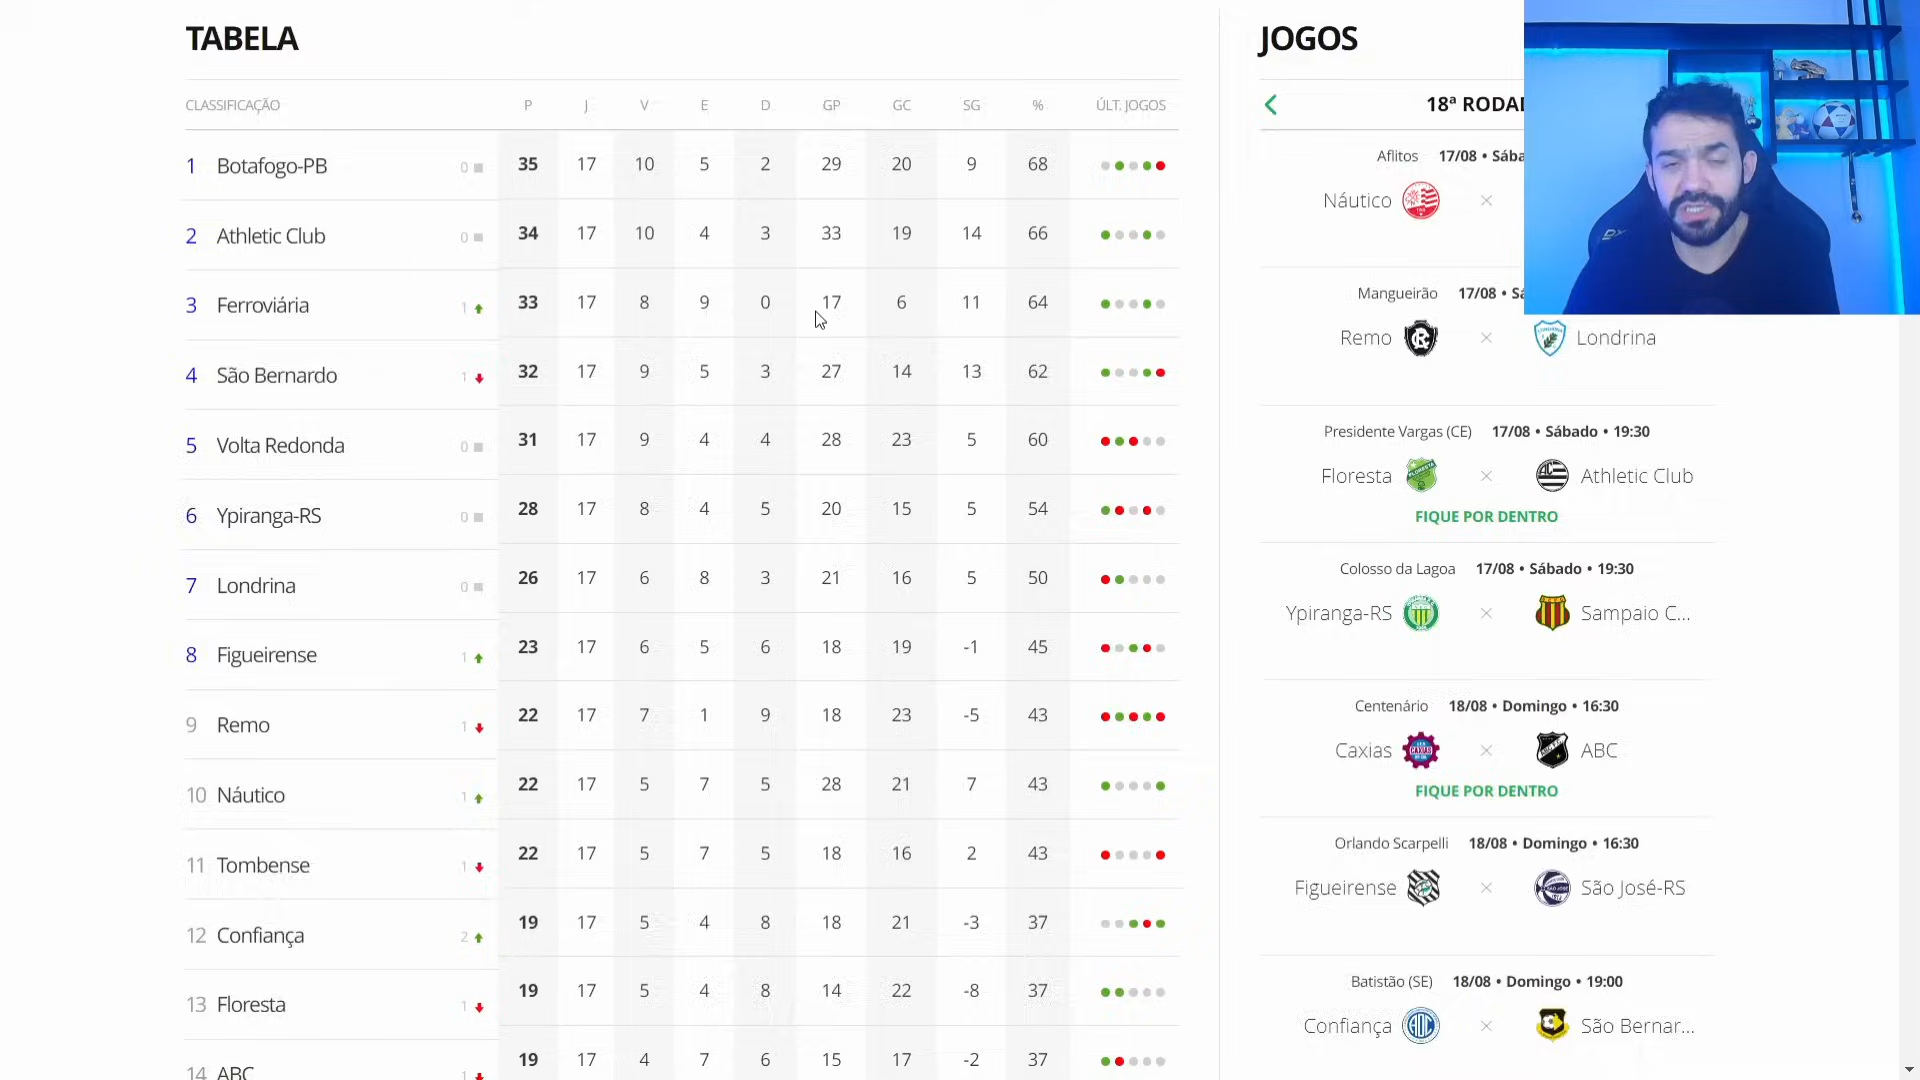 TABELA
CLASSIFICAÇÃO P J V E D GP GC SG % ÚLT. JOGOS
1 Botafogo-PB 0 35 17 10 5 2 29 20 9 68
2 Athletic Club 0 34 17 10 4 3 33 19 14 66
3 Ferroviária 1 33 17 8 9 0 17 6 11 64
4 São Bernardo 1 32 17 9 5 3 27 14 13 62
5 Volta Redonda 0 31 17 9 4 4 28 23 5 60
6 Ypiranga-RS 0 28 17 8 4 5 20 15 5 54
7 Londrina 0 26 17 6 8 3 21 16 5 50
8 Figueirense 1 23 17 6 5 6 18 19 -1 45
9 Remo 1 22 17 7 1 9 18 23 -5 43
10 Náutico 1 22 17 5 7 5 28 21 7 43
11 Tombense 1 22 17 5 7 5 18 16 2 43
12 Confiança 2 19 17 5 4 8 18 21 -3 37
13 Floresta 1 19 17 5 4 8 14 22 -8 37
14 ABC 1 19 17 4 7 6 15 17 -2 37
JOGOS
18ª RODAD
Aflitos 17/08 • Sába
Náutico ×
Mangueirão 17/08 • Sá
Remo × Londrina
Presidente Vargas (CE) 17/08 • Sábado • 19:30
Floresta × Athletic Club
FIQUE POR DENTRO
Colosso da Lagoa 17/08 • Sábado • 19:30
Ypiranga-RS × Sampaio C...
Centenário 18/08 • Domingo • 16:30
Caxias × ABC
FIQUE POR DENTRO
Orlando Scarpelli 18/08 • Domingo • 16:30
Figueirense × São José-RS
Batistão (SE) 18/08 • Domingo • 19:00
Confiança × São Bernar...